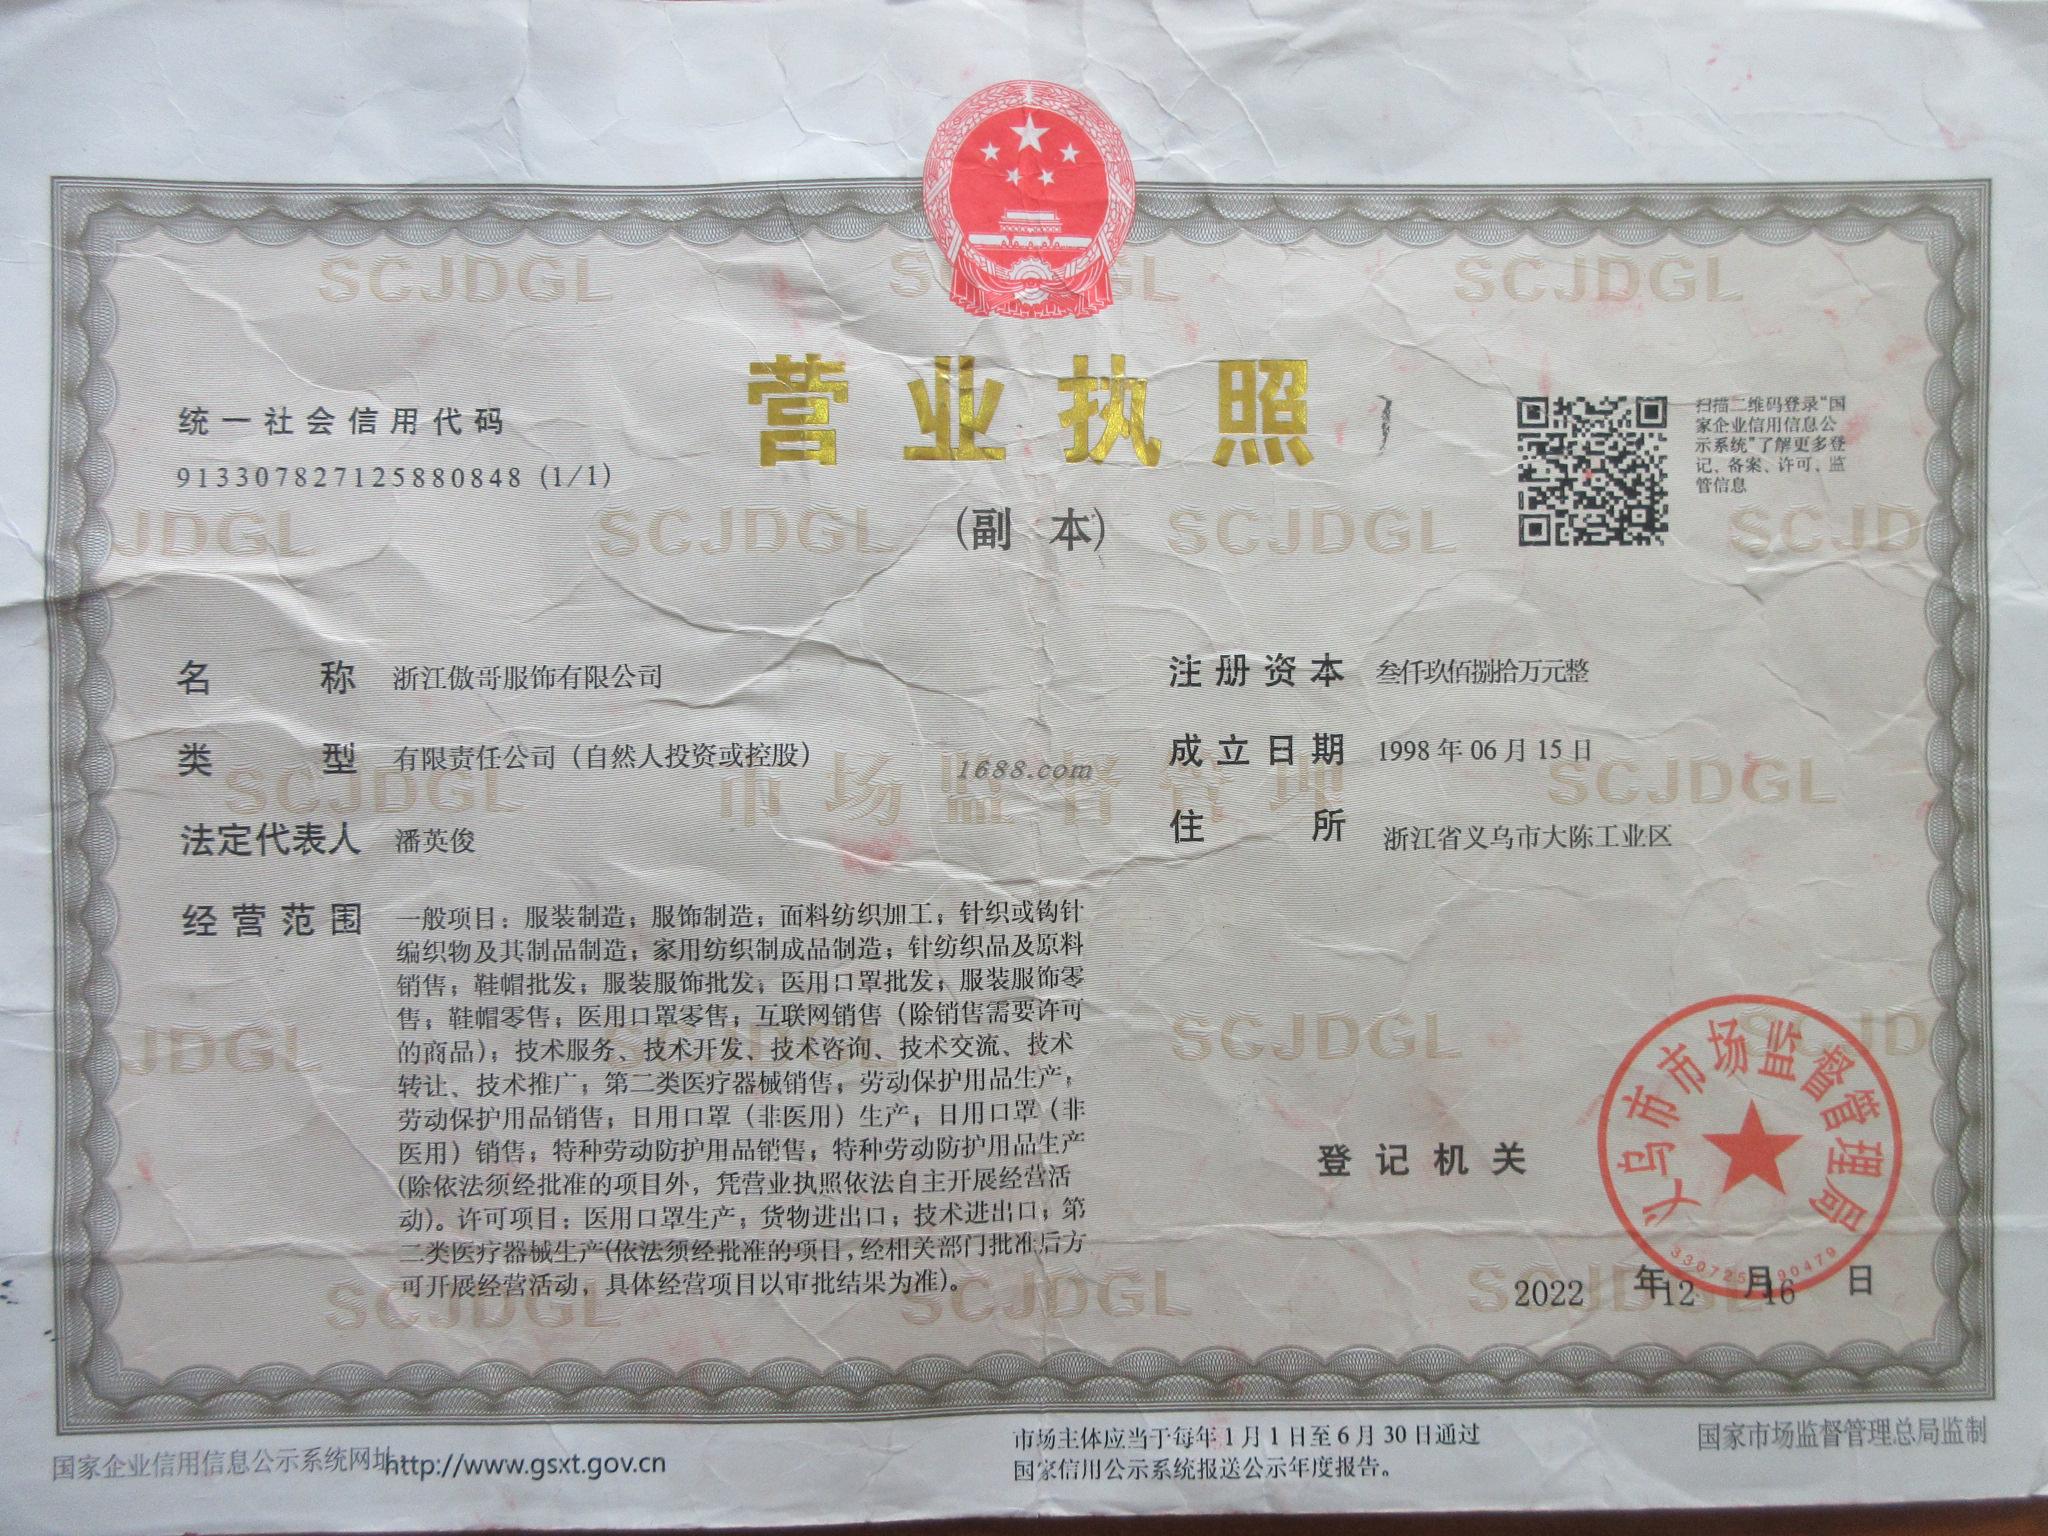 营业执照
(副 本)
统一社会信用代码
913307827125880848 (1/1)
扫描二维码登录“国
家企业信用信息公
示系统”了解更多登
记、备案、许可、监
管信息
名 称 浙江傲哥服饰有限公司
类 型 有限责任公司（自然人投资或控股）
法定代表人 潘英俊
经营范围 一般项目：服装制造；服饰制造；面料纺织加工；针织或钩针
编织物及其制品制造；家用纺织制成品制造；针纺织品及原料
销售；鞋帽批发；服装服饰批发；医用口罩批发；服装服饰零
售；鞋帽零售；医用口罩零售；互联网销售（除销售需要许可
的商品）；技术服务、技术开发、技术咨询、技术交流、技术
转让、技术推广；第二类医疗器械销售；劳动保护用品生产；
劳动保护用品销售；日用口罩（非医用）生产；日用口罩（非
医用）销售；特种劳动防护用品销售；特种劳动防护用品生产
(除依法须经批准的项目外，凭营业执照依法自主开展经营活
动)。许可项目：医用口罩生产；货物进出口；技术进出口；第
二类医疗器械生产(依法须经批准的项目,经相关部门批准后方
可开展经营活动，具体经营项目以审批结果为准)。
注册资本 叁仟玖佰捌拾万元整
成立日期 1998 年 06 月 15 日
住 所 浙江省义乌市大陈工业区
1688.com
市场监督管理
SCJDGL
登记机关
义乌市市场监督管理局
2022 年 12 月 16 日
国家企业信用信息公示系统网址http://www.gsxt.gov.cn
市场主体应当于每年 1 月 1 日至 6 月 30 日通过
国家信用公示系统报送公示年度报告。
国家市场监督管理总局监制